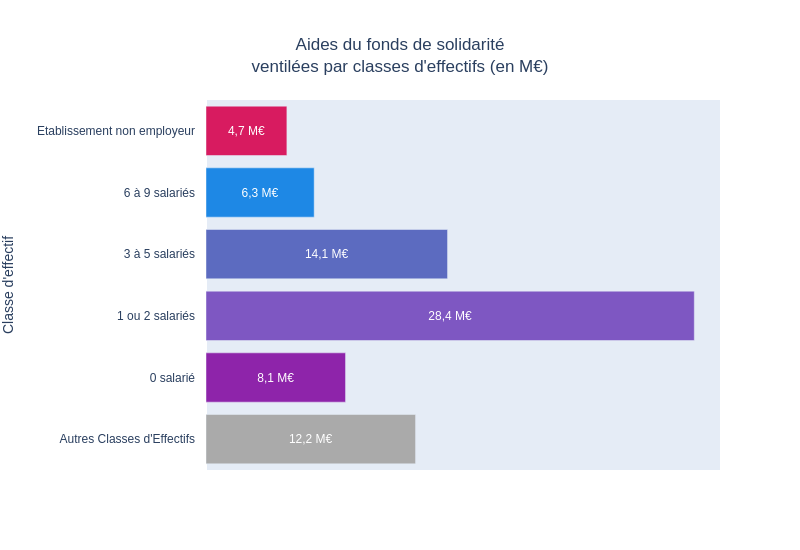 Aides du fonds de solidarité
ventilées par classes d'effectifs (en M€)
Classe d'effectif
Etablissement non employeur
4,7 M€
6 à 9 salariés
6,3 M€
3 à 5 salariés
14,1 M€
1 ou 2 salariés
28,4 M€
0 salarié
8,1 M€
Autres Classes d'Effectifs
12,2 M€